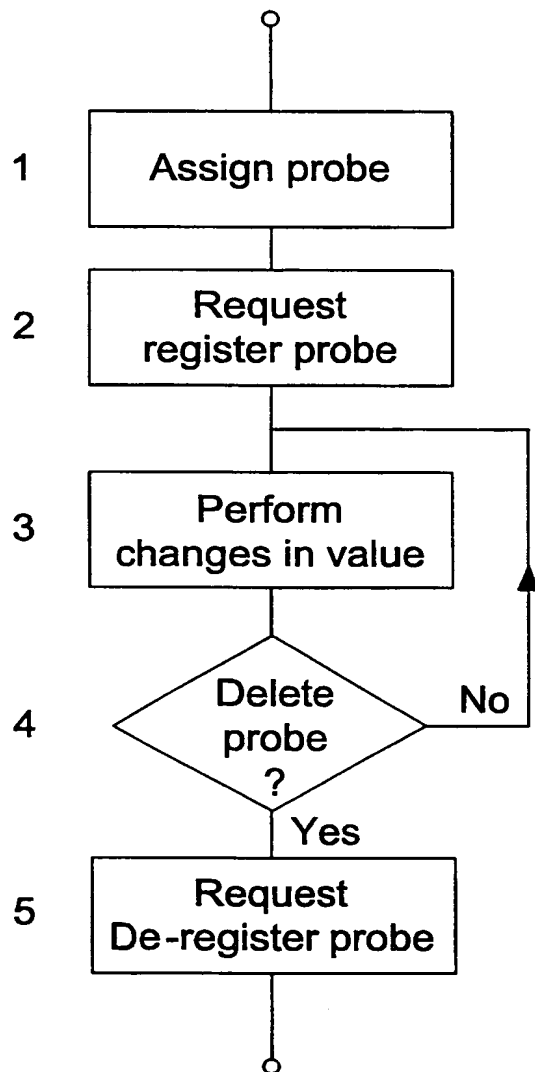 1
Assign probe
2
Request
register probe
3
Perform
changes in value
4
Delete
probe
?
No
Yes
5
Request
De-register probe